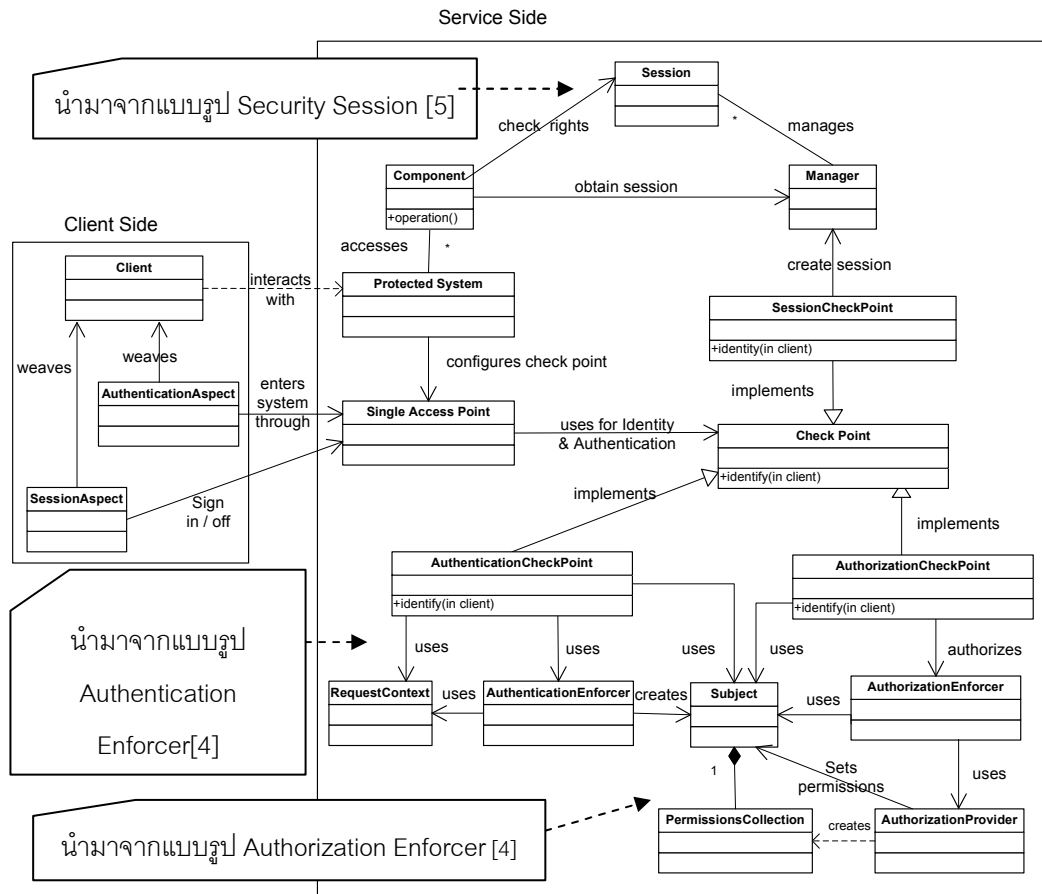 Service Side
นำมาจากแบบรูป Security Session [5]
Session
check rights
*
manages
Component
+operation()
obtain session
Manager
Client Side
accesses
*
create session
Client
interacts
with
Protected System
SessionCheckPoint
+identity(in client)
weaves
weaves
configures check point
implements
AuthenticationAspect
enters
system
through
Single Access Point
uses for Identity
& Authentication
Check Point
+identify(in client)
SessionAspect
Sign
in / off
implements
implements
AuthenticationCheckPoint
+identify(in client)
AuthorizationCheckPoint
+identify(in client)
นำมาจากแบบรูป
Authentication
Enforcer[4]
uses
uses
uses
uses
authorizes
RequestContext
uses
AuthenticationEnforcer
creates
Subject
uses
AuthorizationEnforcer
1
Sets
permissions
uses
นำมาจากแบบรูป Authorization Enforcer [4]
PermissionsCollection
creates
AuthorizationProvider